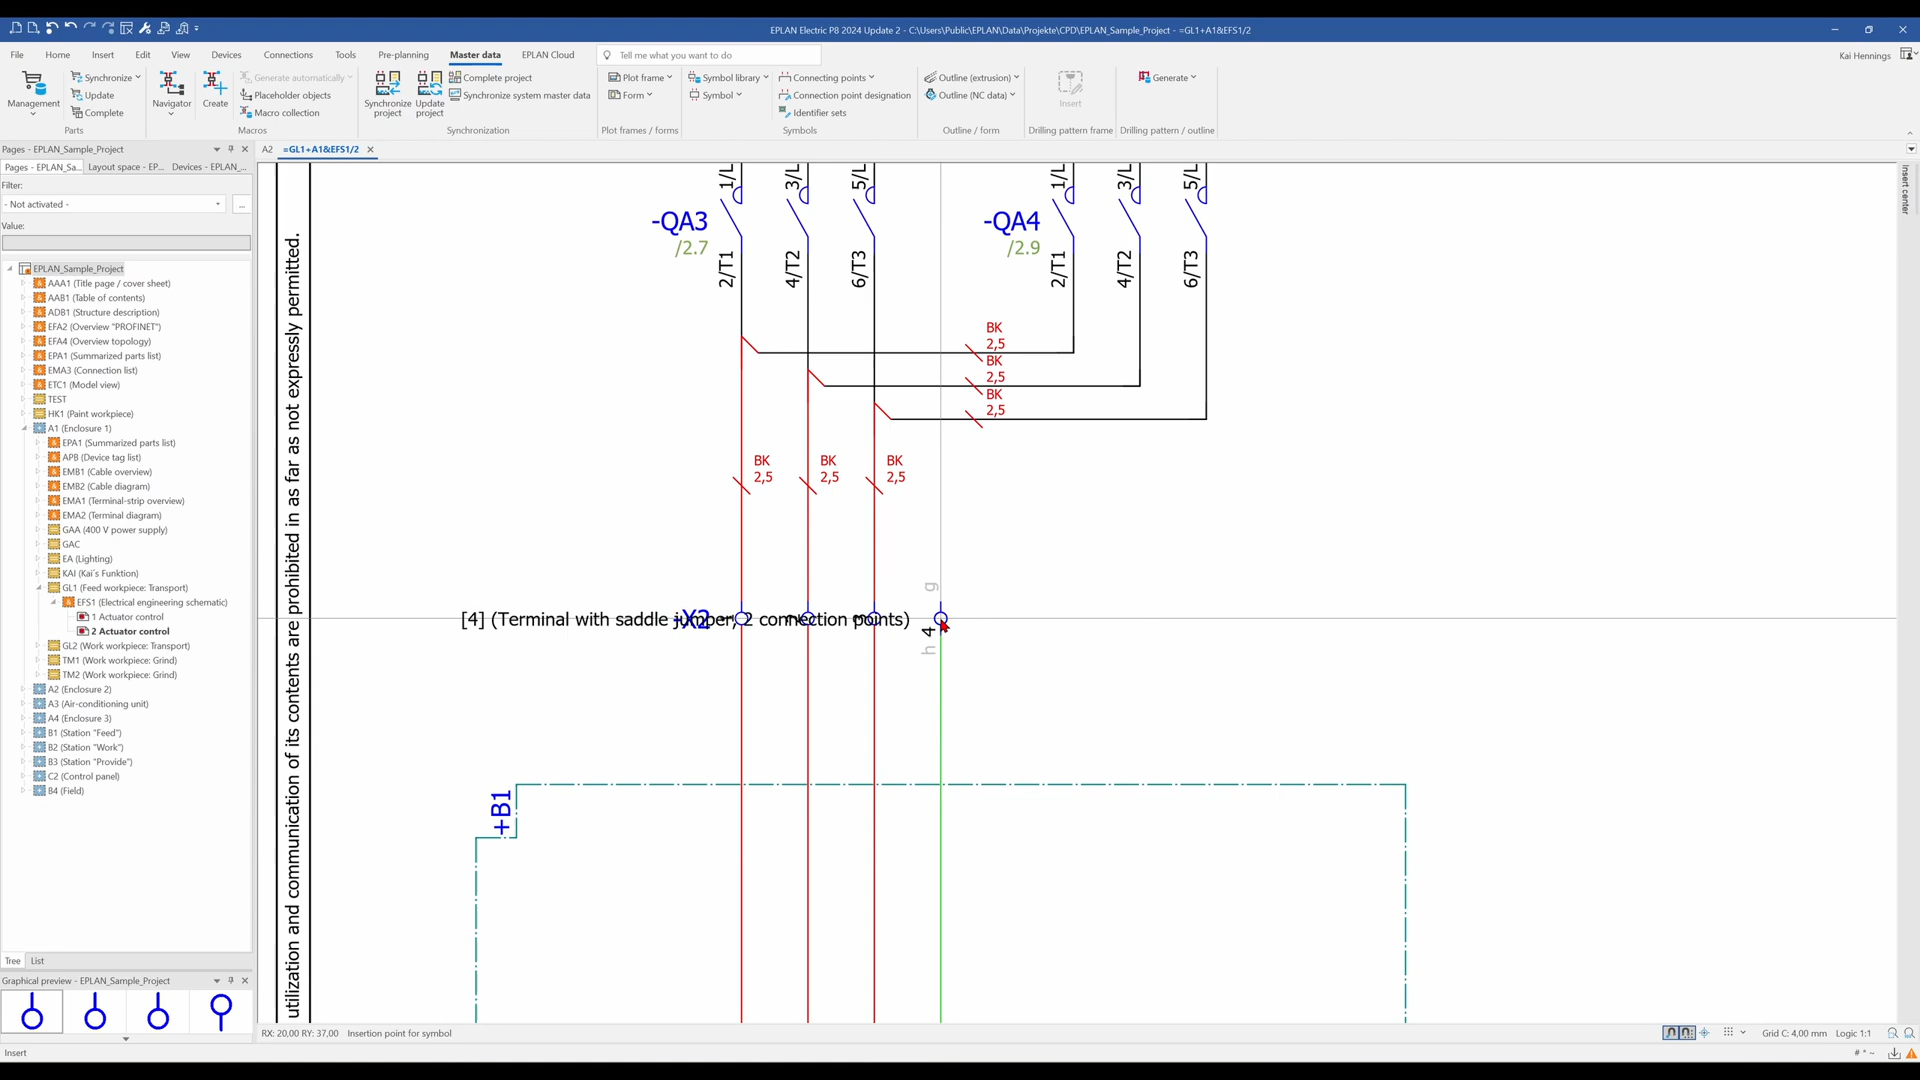 EPLAN Electric P8 2024 Update 2 - C:\Users\Public\EPLAN\Data\Projekte\CPD\EPLAN_Sample_Project - =GL1+A1&EFS1/2
File Home Insert Edit View Devices Connections Tools Pre-planning Master data EPLAN Cloud Tell me what you want to do Kai Hennings
Management
Synchronize
Update
Complete
Parts
Navigator
Create
Generate automatically
Placeholder objects
Macro collection
Macros
Synchronize project
Update project
Complete project
Synchronize system master data
Synchronization
Plot frame
Form
Plot frames / forms
Symbol library
Symbol
Connecting points
Connection point designation
Identifier sets
Symbols
Outline (extrusion)
Outline (NC data)
Outline / form
Insert
Drilling pattern frame
Generate
Drilling pattern / outline
Pages - EPLAN_Sample_Project
Pages - EPLAN_Sa... Layout space - EP... Devices - EPLAN_...
Filter:
- Not activated -
...
Value:
EPLAN_Sample_Project
AAA1 (Title page / cover sheet)
AAB1 (Table of contents)
ADB1 (Structure description)
EFA2 (Overview "PROFINET")
EFA4 (Overview topology)
EPA1 (Summarized parts list)
EMA3 (Connection list)
ETC1 (Model view)
TEST
HK1 (Paint workpiece)
A1 (Enclosure 1)
EPA1 (Summarized parts list)
APB (Device tag list)
EMB1 (Cable overview)
EMB2 (Cable diagram)
EMA1 (Terminal-strip overview)
EMA2 (Terminal diagram)
GAA (400 V power supply)
GAC
EA (Lighting)
KAI (Kai´s Funktion)
GL1 (Feed workpiece: Transport)
EFS1 (Electrical engineering schematic)
1 Actuator control
2 Actuator control
GL2 (Work workpiece: Transport)
TM1 (Work workpiece: Grind)
TM2 (Work workpiece: Grind)
A2 (Enclosure 2)
A3 (Air-conditioning unit)
A4 (Enclosure 3)
B1 (Station "Feed")
B2 (Station "Work")
B3 (Station "Provide")
C2 (Control panel)
B4 (Field)
Tree List
Graphical preview - EPLAN_Sample_Project
A2 =GL1+A1&EFS1/2
Insert center
utilization and communication of its contents are prohibited in as far as not expressly permitted.
1/L 3/L 5/L 1/L 3/L 5/L
-QA3
/2.7
-QA4
/2.9
2/T1 4/T2 6/T3 2/T1 4/T2 6/T3
BK
2,5
BK
2,5
BK
2,5
BK
2,5
BK
2,5
BK
2,5
g
[4] (Terminal with saddle jumper, 2 connection points)
-X2
4
h
+B1
RX: 20,00 RY: 37,00 Insertion point for symbol
Grid C: 4,00 mm Logic 1:1
Insert
# * ~